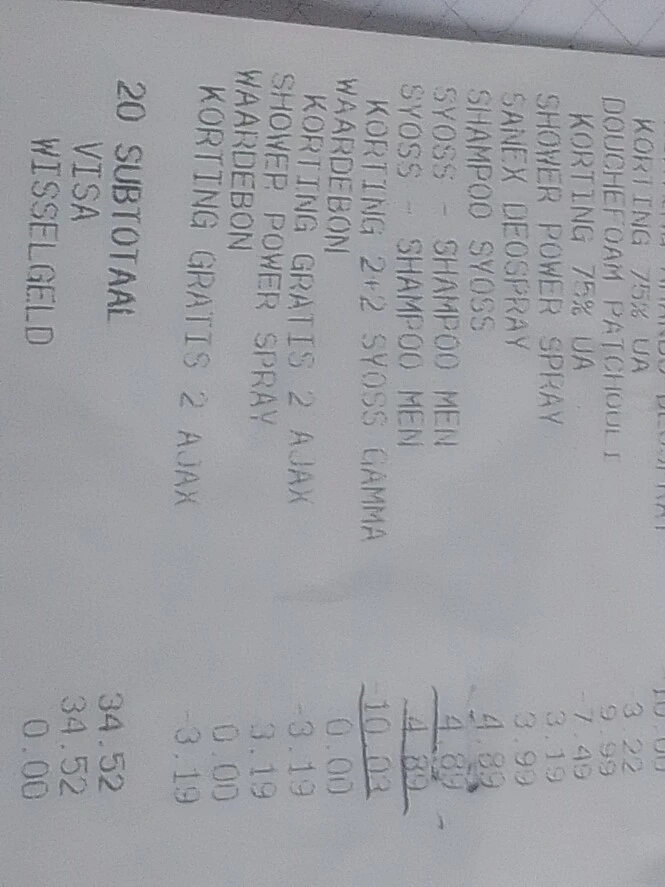 KORTING 75% UA -3.22
DOUCHEFOAM PATCHOULI 9.99
KORTING 75% UA -7.49
SHOWER POWER SPRAY 3.19
SANEX DEOSPRAY 3.99
SHAMPOO SYOSS 4.89
SYOSS - SHAMPOO MEN 4.89
SYOSS - SHAMPOO MEN 4.89
KORTING 2+2 SYOSS GAMMA -10.03
WAARDEBON 0.00
KORTING GRATIS 2 AJAX -3.19
SHOWER POWER SPRAY 3.19
WAARDEBON 0.00
KORTING GRATIS 2 AJAX -3.19
20 SUBTOTAAL 34.52
VISA 34.52
WISSELGELD 0.00